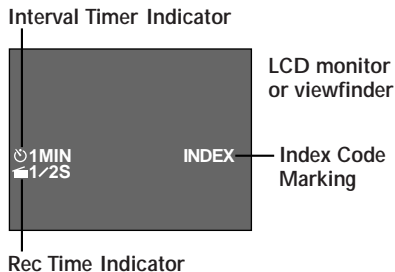 Interval Timer Indicator
LCD monitor
or viewfinder
1MIN
1/2S
INDEX
Index Code
Marking
Rec Time Indicator